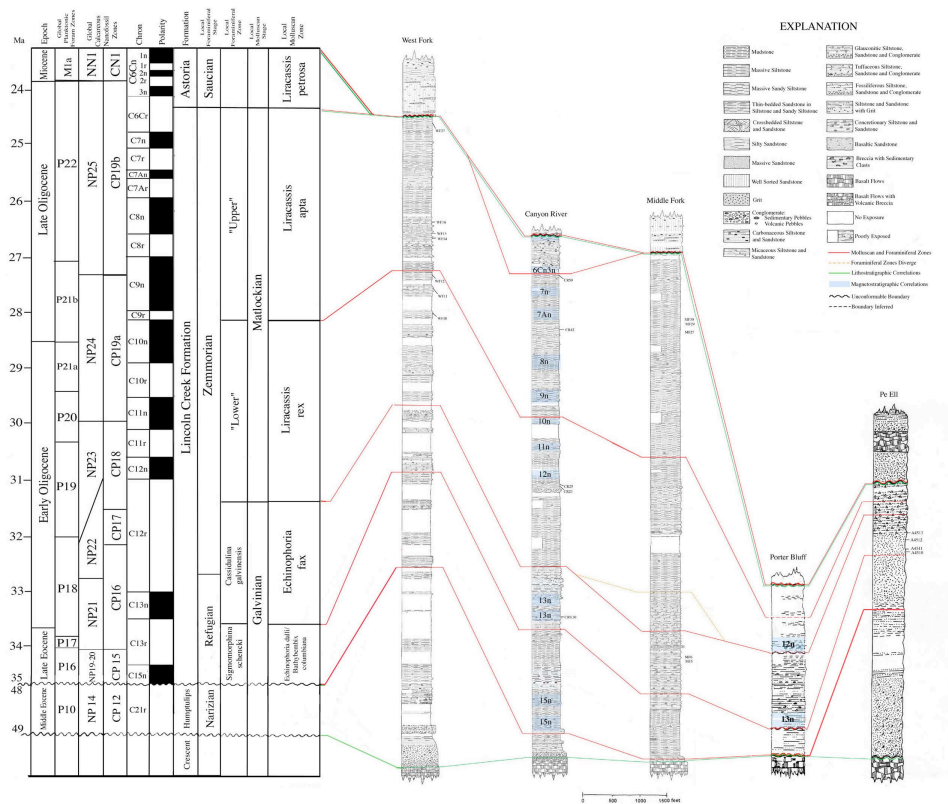 EXPLANATION
Mudstone
Massive Siltstone
Massive Sandy Siltstone
Thin-bedded Sandstone in
Siltstone and Sandy Siltstone
Crossbedded Siltstone
and Sandstone
Silty Sandstone
Massive Sandstone
Well Sorted Sandstone
Grit
Conglomerate
Sedimentary Pebbles
Volcanic Pebbles
Carbonaceous Siltstone
and Sandstone
Micaceous Siltstone and
Sandstone
Glauconitic Siltstone,
Sandstone and Conglomerate
Tuffaceous Siltstone,
Sandstone and Conglomerate
Fossiliferous Siltstone,
Sandstone and Conglomerate
Siltstone and Sandstone
with Grit
Concretionary Siltstone and
Sandstone
Basaltic Sandstone
Breccia with Sedimentary
Clasts
Basalt Flows
Basalt Flows with
Volcanic Breccia
No Exposure
Poorly Exposed
Molluscan and Foraminiferal Zones
Foraminiferal Zones Diverge
Lithostratigraphic Correlations
Magnetostratigraphic Correlations
Unconformable Boundary
Boundary Inferred
Ma
Epoch
Global
Planktonic
Foram Zones
Global
Calcareous
Nanofossil
Zones
Chron
Polarity
Formation
Local
Foraminiferal
Stage
Local
Foraminiferal
Zone
Local
Molluscan
Stage
Local
Molluscan
Zone
24
25
26
27
28
29
30
31
32
33
34
35
48
49
Miocene
Late Oligocene
Early Oligocene
Late Eocene
Middle Eocene
M1a
P22
P21b
P21a
P20
P19
P18
P17
P16
P10
NN1
NP25
NP24
NP23
NP22
NP21
NP19-20
NP 14
CN1
CP19b
CP19a
CP18
CP17
CP16
CP 15
CP 12
C6Cn
1n
1r
2n
2r
3n
C6Cr
C7n
C7r
C7An
C7Ar
C8n
C8r
C9n
C9r
C10n
C10r
C11n
C11r
C12n
C12r
C13n
C13r
C15n
C21r
Astoria
Lincoln Creek Formation
Humptulips
Crescent
Saucian
Zemmorian
Refugian
Narizian
"Upper"
"Lower"
Cassidulina
galvinensis
Sigmomorphina
schencki
Matlockian
Galvinian
Liracassis
petrosa
Liracassis
apta
Liracassis
rex
Echinophoria
fax
Echinophoria dalli/
Bathybembix
columbiana
West Fork
Canyon River
6Cn3n
7n
7An
8n
9n
10n
11n
12n
13n
13n
15n
15n
Middle Fork
Porter Bluff
12n
13n
Pe Ell
0 500 1000 1500 feet